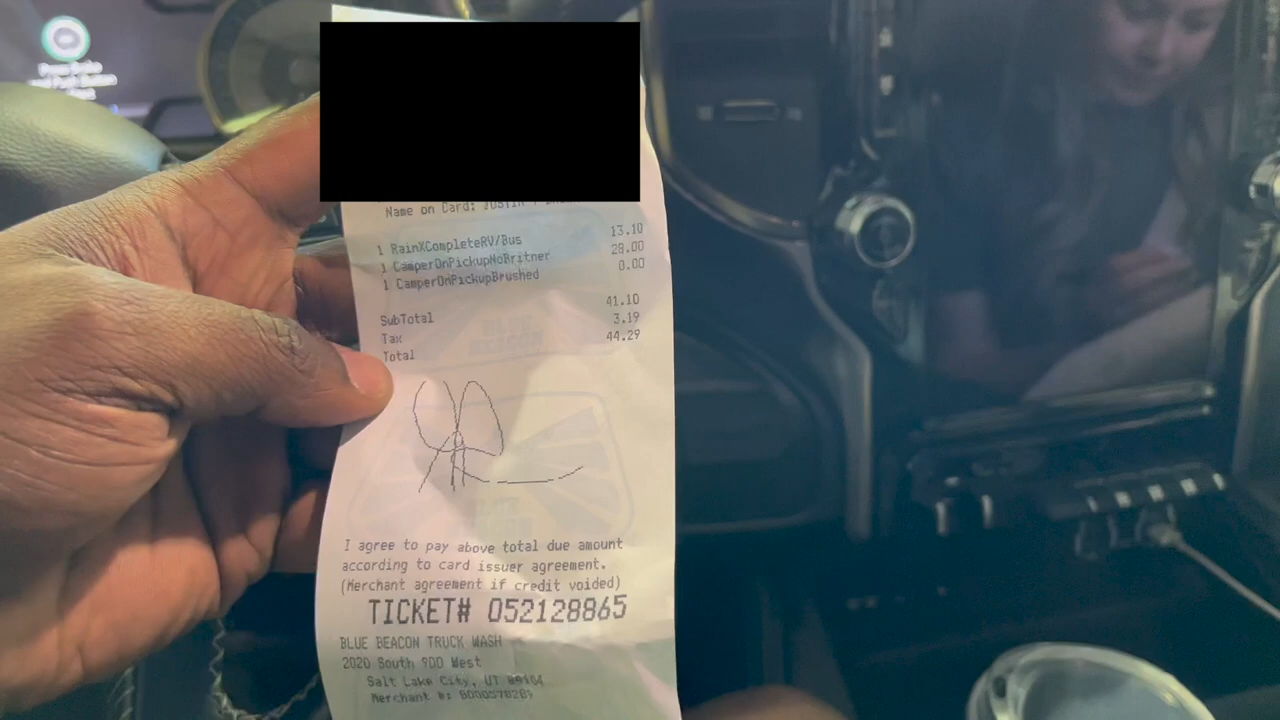 Name on Card:
1 RainXCompleteRV/Bus 13.10
1 CamperOnPickupNoBritner 28.00
1 CamperOnPickupBrushed 0.00
SubTotal 41.10
Tax 3.19
Total 44.29
I agree to pay above total due amount
according to card issuer agreement.
(Merchant agreement if credit voided)
TICKET# 052128865
BLUE BEACON TRUCK WASH
2020 South 900 West
Salt Lake City, UT 84104
Merchant #: